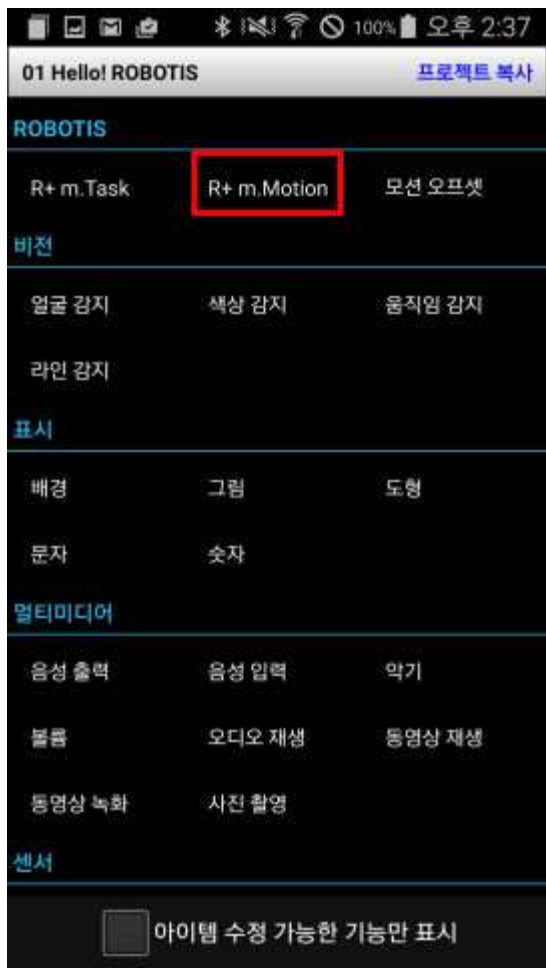 100% 오후 2:37
01 Hello! ROBOTIS 프로젝트 복사
ROBOTIS
R+ m.Task R+ m.Motion 모션 오프셋
비전
얼굴 감지 색상 감지 움직임 감지
라인 감지
표시
배경 그림 도형
문자 숫자
멀티미디어
음성 출력 음성 입력 악기
볼륨 오디오 재생 동영상 재생
동영상 녹화 사진 촬영
센서
아이템 수정 가능한 기능만 표시